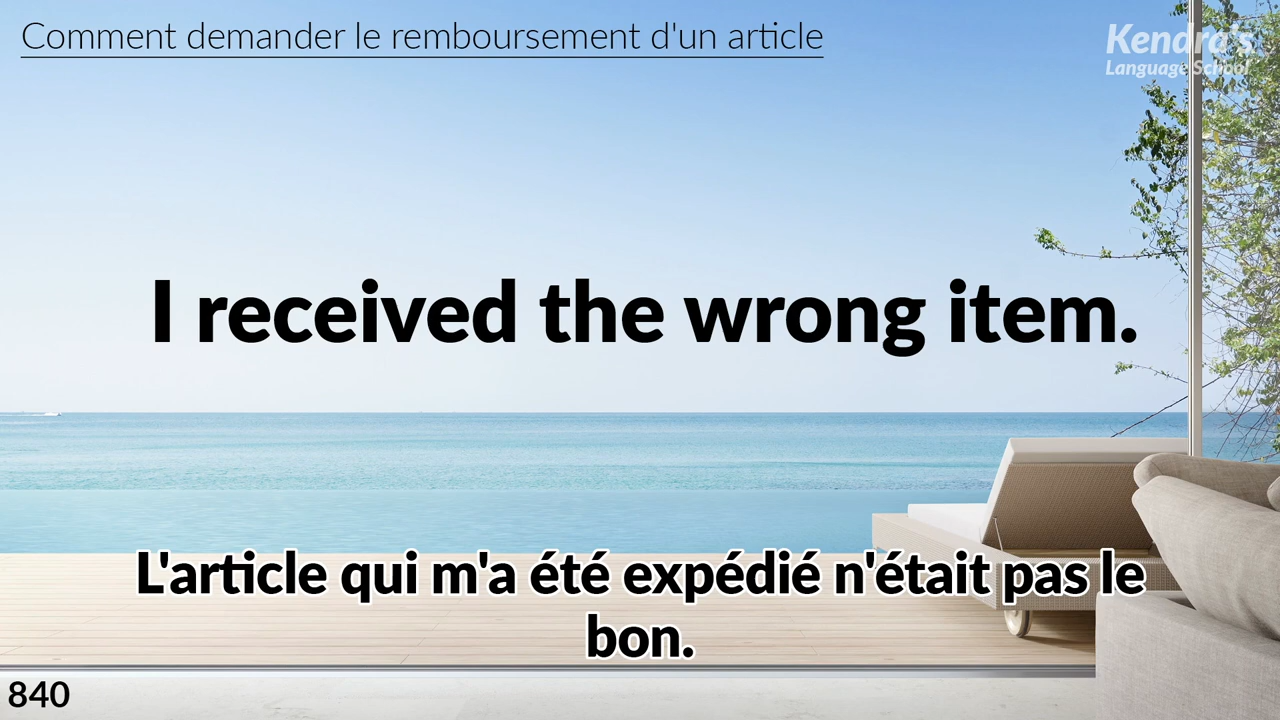 Comment demander le remboursement d'un article
Kendra's
Language School
I received the wrong item.
L'article qui m'a été expédié n'était pas le
bon.
840